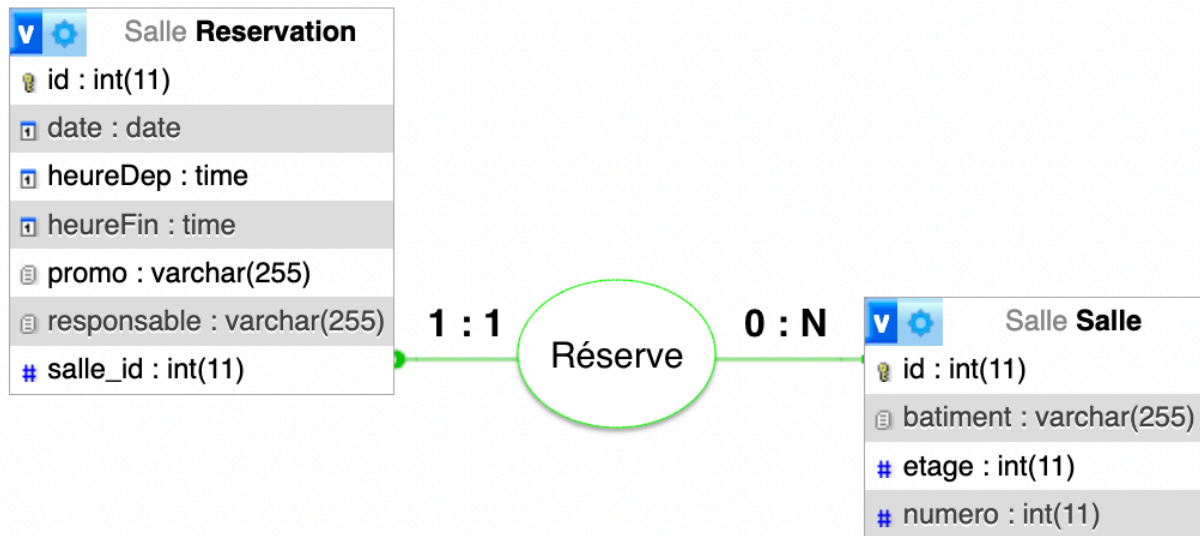 v Salle Reservation
id : int(11)
date : date
heureDep : time
heureFin : time
promo : varchar(255)
responsable : varchar(255)
# salle_id : int(11)
1 : 1
Réserve
0 : N
v Salle Salle
id : int(11)
batiment : varchar(255)
# etage : int(11)
# numero : int(11)